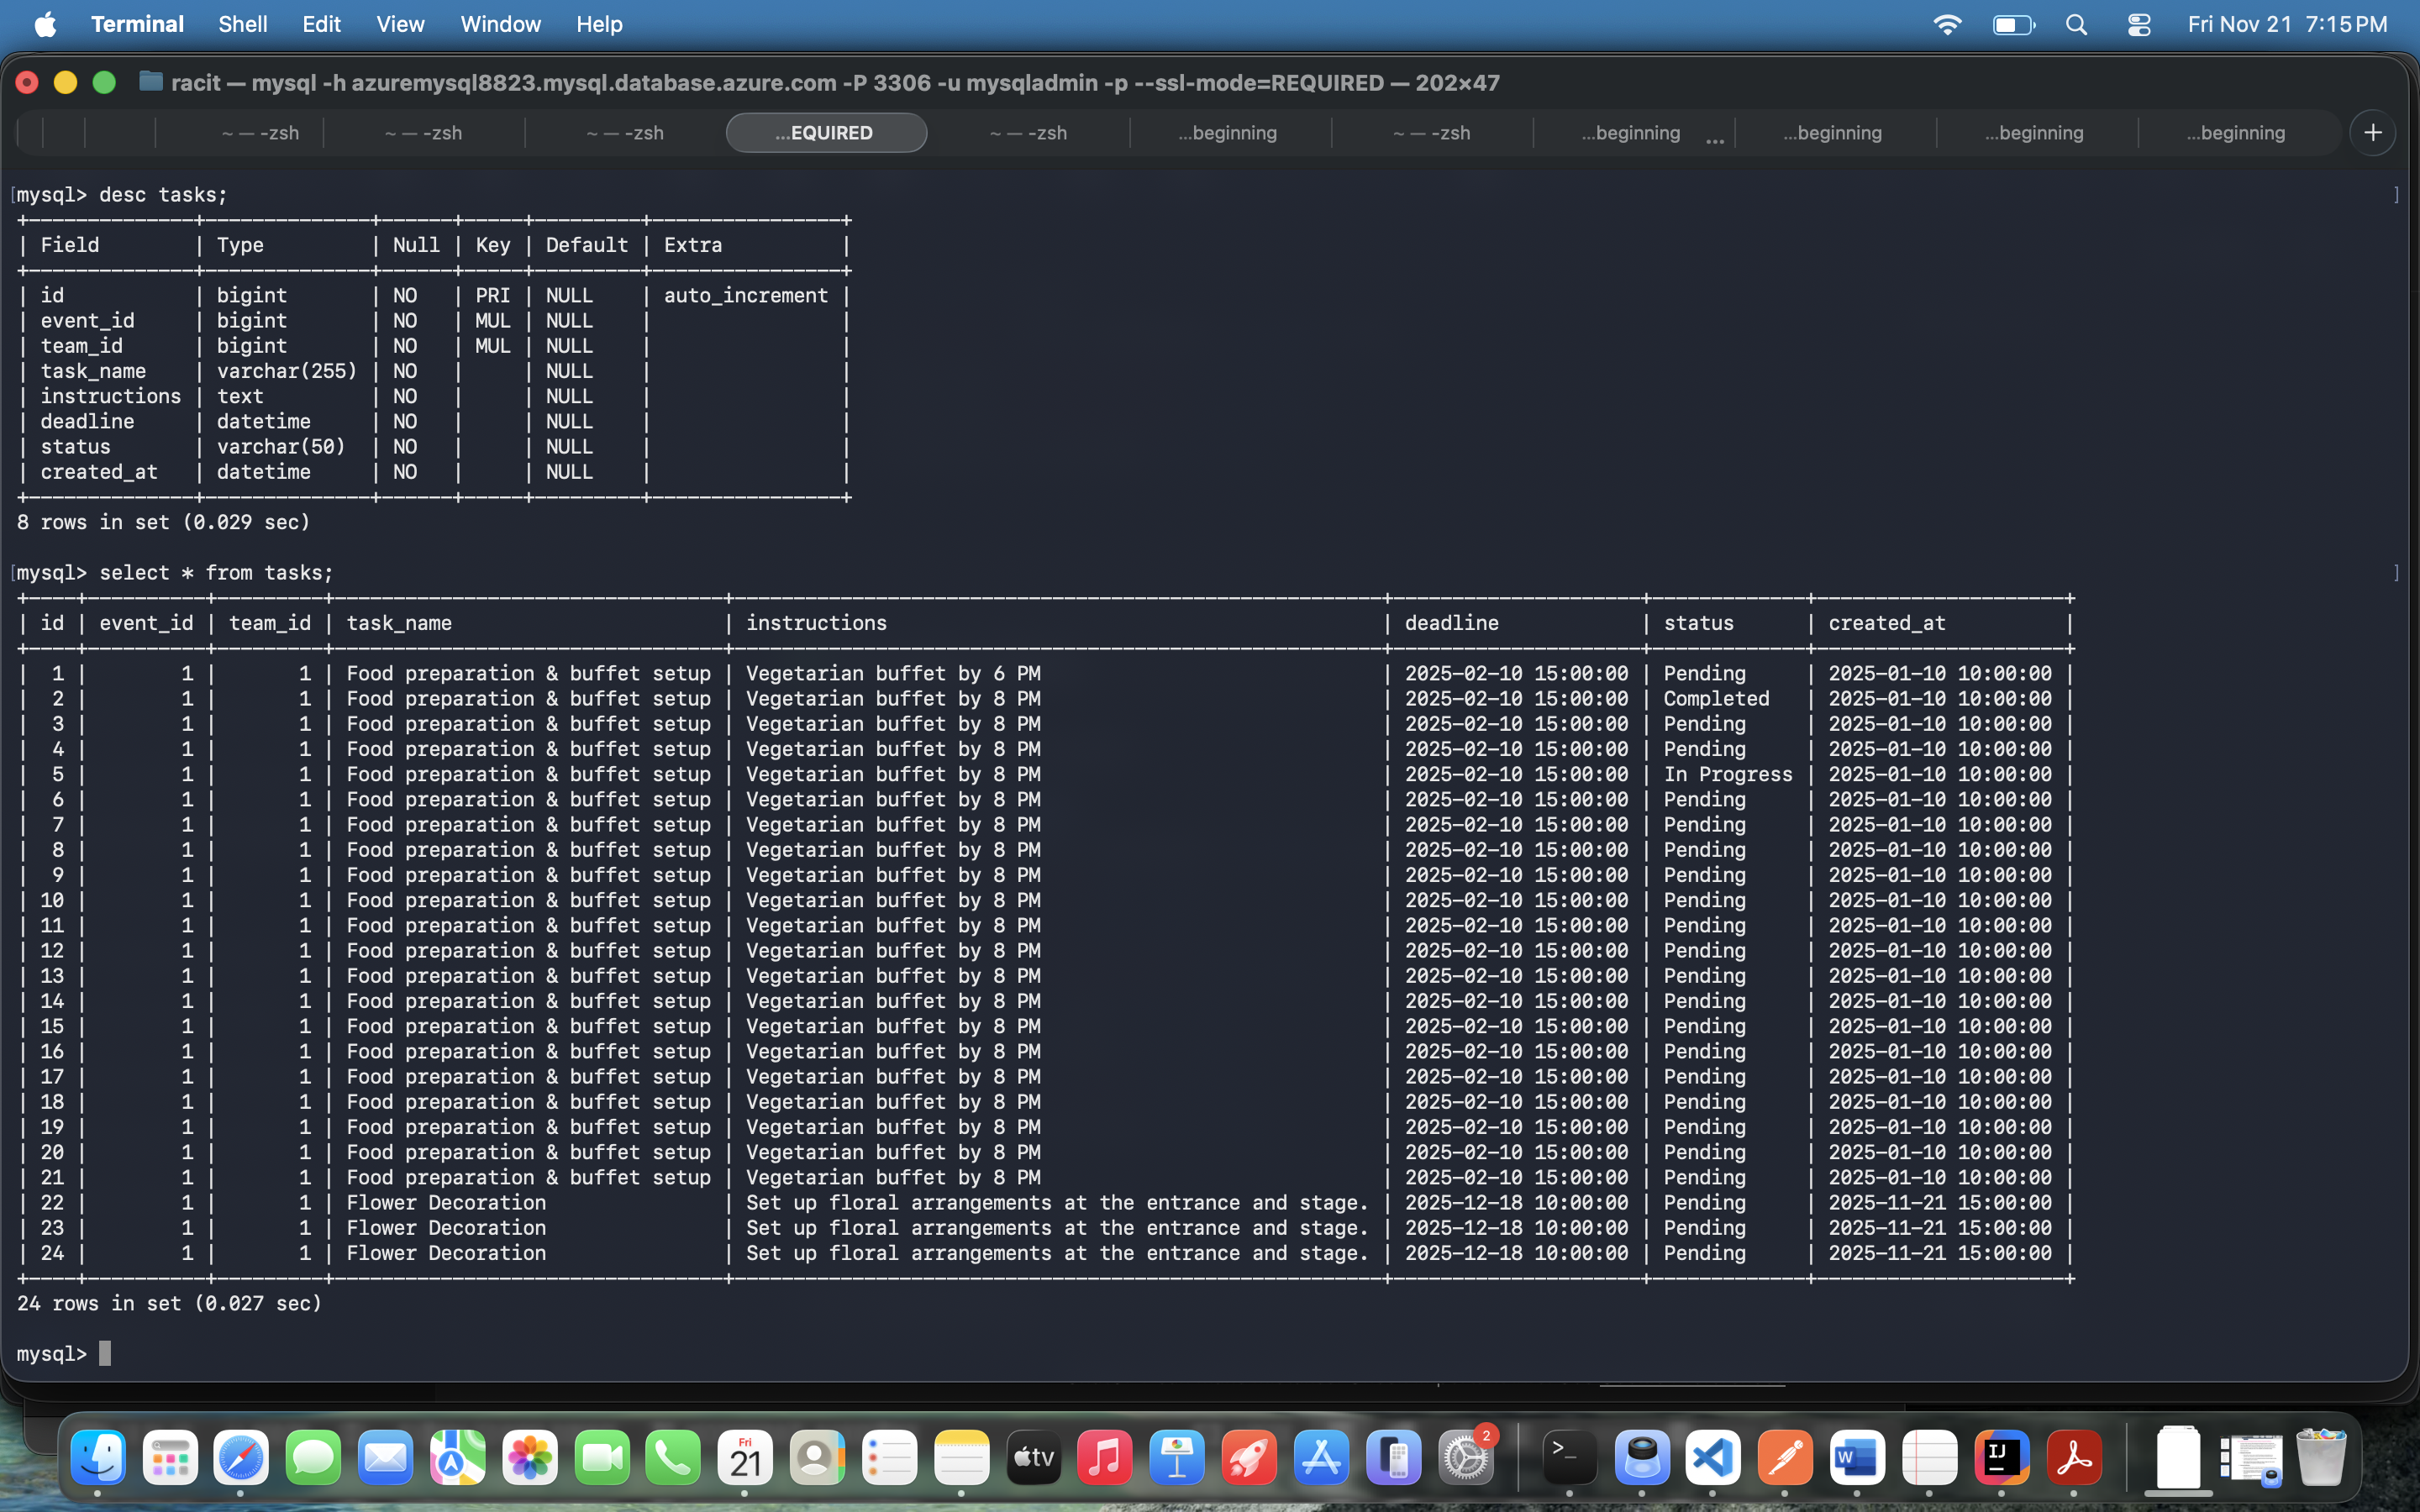 Terminal Shell Edit View Window Help Fri Nov 21 7:15 PM
racit — mysql -h azuremysql8823.mysql.database.azure.com -P 3306 -u mysqladmin -p --ssl-mode=REQUIRED — 202×47
~ — -zsh ~ — -zsh ~ — -zsh ...EQUIRED ~ — -zsh ...beginning ~ — -zsh ...beginning ... ...beginning ...beginning ...beginning +
[mysql> desc tasks; ]
+--------------+--------------+------+-----+---------+----------------+
| Field        | Type         | Null | Key | Default | Extra          |
+--------------+--------------+------+-----+---------+----------------+
| id           | bigint       | NO   | PRI | NULL    | auto_increment |
| event_id     | bigint       | NO   | MUL | NULL    |                |
| team_id      | bigint       | NO   | MUL | NULL    |                |
| task_name    | varchar(255) | NO   |     | NULL    |                |
| instructions | text         | NO   |     | NULL    |                |
| deadline     | datetime     | NO   |     | NULL    |                |
| status       | varchar(50)  | NO   |     | NULL    |                |
| created_at   | datetime     | NO   |     | NULL    |                |
+--------------+--------------+------+-----+---------+----------------+
8 rows in set (0.029 sec)
[mysql> select * from tasks; ]
+----+----------+---------+---------------------------------+-------------------------------------------------------+---------------------+-------------+---------------------+
| id | event_id | team_id | task_name                       | instructions                                          | deadline            | status      | created_at          |
+----+----------+---------+---------------------------------+-------------------------------------------------------+---------------------+-------------+---------------------+
|  1 |        1 |       1 | Food preparation & buffet setup | Vegetarian buffet by 6 PM                             | 2025-02-10 15:00:00 | Pending     | 2025-01-10 10:00:00 |
|  2 |        1 |       1 | Food preparation & buffet setup | Vegetarian buffet by 8 PM                             | 2025-02-10 15:00:00 | Completed   | 2025-01-10 10:00:00 |
|  3 |        1 |       1 | Food preparation & buffet setup | Vegetarian buffet by 8 PM                             | 2025-02-10 15:00:00 | Pending     | 2025-01-10 10:00:00 |
|  4 |        1 |       1 | Food preparation & buffet setup | Vegetarian buffet by 8 PM                             | 2025-02-10 15:00:00 | Pending     | 2025-01-10 10:00:00 |
|  5 |        1 |       1 | Food preparation & buffet setup | Vegetarian buffet by 8 PM                             | 2025-02-10 15:00:00 | In Progress | 2025-01-10 10:00:00 |
|  6 |        1 |       1 | Food preparation & buffet setup | Vegetarian buffet by 8 PM                             | 2025-02-10 15:00:00 | Pending     | 2025-01-10 10:00:00 |
|  7 |        1 |       1 | Food preparation & buffet setup | Vegetarian buffet by 8 PM                             | 2025-02-10 15:00:00 | Pending     | 2025-01-10 10:00:00 |
|  8 |        1 |       1 | Food preparation & buffet setup | Vegetarian buffet by 8 PM                             | 2025-02-10 15:00:00 | Pending     | 2025-01-10 10:00:00 |
|  9 |        1 |       1 | Food preparation & buffet setup | Vegetarian buffet by 8 PM                             | 2025-02-10 15:00:00 | Pending     | 2025-01-10 10:00:00 |
| 10 |        1 |       1 | Food preparation & buffet setup | Vegetarian buffet by 8 PM                             | 2025-02-10 15:00:00 | Pending     | 2025-01-10 10:00:00 |
| 11 |        1 |       1 | Food preparation & buffet setup | Vegetarian buffet by 8 PM                             | 2025-02-10 15:00:00 | Pending     | 2025-01-10 10:00:00 |
| 12 |        1 |       1 | Food preparation & buffet setup | Vegetarian buffet by 8 PM                             | 2025-02-10 15:00:00 | Pending     | 2025-01-10 10:00:00 |
| 13 |        1 |       1 | Food preparation & buffet setup | Vegetarian buffet by 8 PM                             | 2025-02-10 15:00:00 | Pending     | 2025-01-10 10:00:00 |
| 14 |        1 |       1 | Food preparation & buffet setup | Vegetarian buffet by 8 PM                             | 2025-02-10 15:00:00 | Pending     | 2025-01-10 10:00:00 |
| 15 |        1 |       1 | Food preparation & buffet setup | Vegetarian buffet by 8 PM                             | 2025-02-10 15:00:00 | Pending     | 2025-01-10 10:00:00 |
| 16 |        1 |       1 | Food preparation & buffet setup | Vegetarian buffet by 8 PM                             | 2025-02-10 15:00:00 | Pending     | 2025-01-10 10:00:00 |
| 17 |        1 |       1 | Food preparation & buffet setup | Vegetarian buffet by 8 PM                             | 2025-02-10 15:00:00 | Pending     | 2025-01-10 10:00:00 |
| 18 |        1 |       1 | Food preparation & buffet setup | Vegetarian buffet by 8 PM                             | 2025-02-10 15:00:00 | Pending     | 2025-01-10 10:00:00 |
| 19 |        1 |       1 | Food preparation & buffet setup | Vegetarian buffet by 8 PM                             | 2025-02-10 15:00:00 | Pending     | 2025-01-10 10:00:00 |
| 20 |        1 |       1 | Food preparation & buffet setup | Vegetarian buffet by 8 PM                             | 2025-02-10 15:00:00 | Pending     | 2025-01-10 10:00:00 |
| 21 |        1 |       1 | Food preparation & buffet setup | Vegetarian buffet by 8 PM                             | 2025-02-10 15:00:00 | Pending     | 2025-01-10 10:00:00 |
| 22 |        1 |       1 | Flower Decoration               | Set up floral arrangements at the entrance and stage. | 2025-12-18 10:00:00 | Pending     | 2025-11-21 15:00:00 |
| 23 |        1 |       1 | Flower Decoration               | Set up floral arrangements at the entrance and stage. | 2025-12-18 10:00:00 | Pending     | 2025-11-21 15:00:00 |
| 24 |        1 |       1 | Flower Decoration               | Set up floral arrangements at the entrance and stage. | 2025-12-18 10:00:00 | Pending     | 2025-11-21 15:00:00 |
+----+----------+---------+---------------------------------+-------------------------------------------------------+---------------------+-------------+---------------------+
24 rows in set (0.027 sec)
mysql>
Fri
21
tv
2
>_
W
IJ